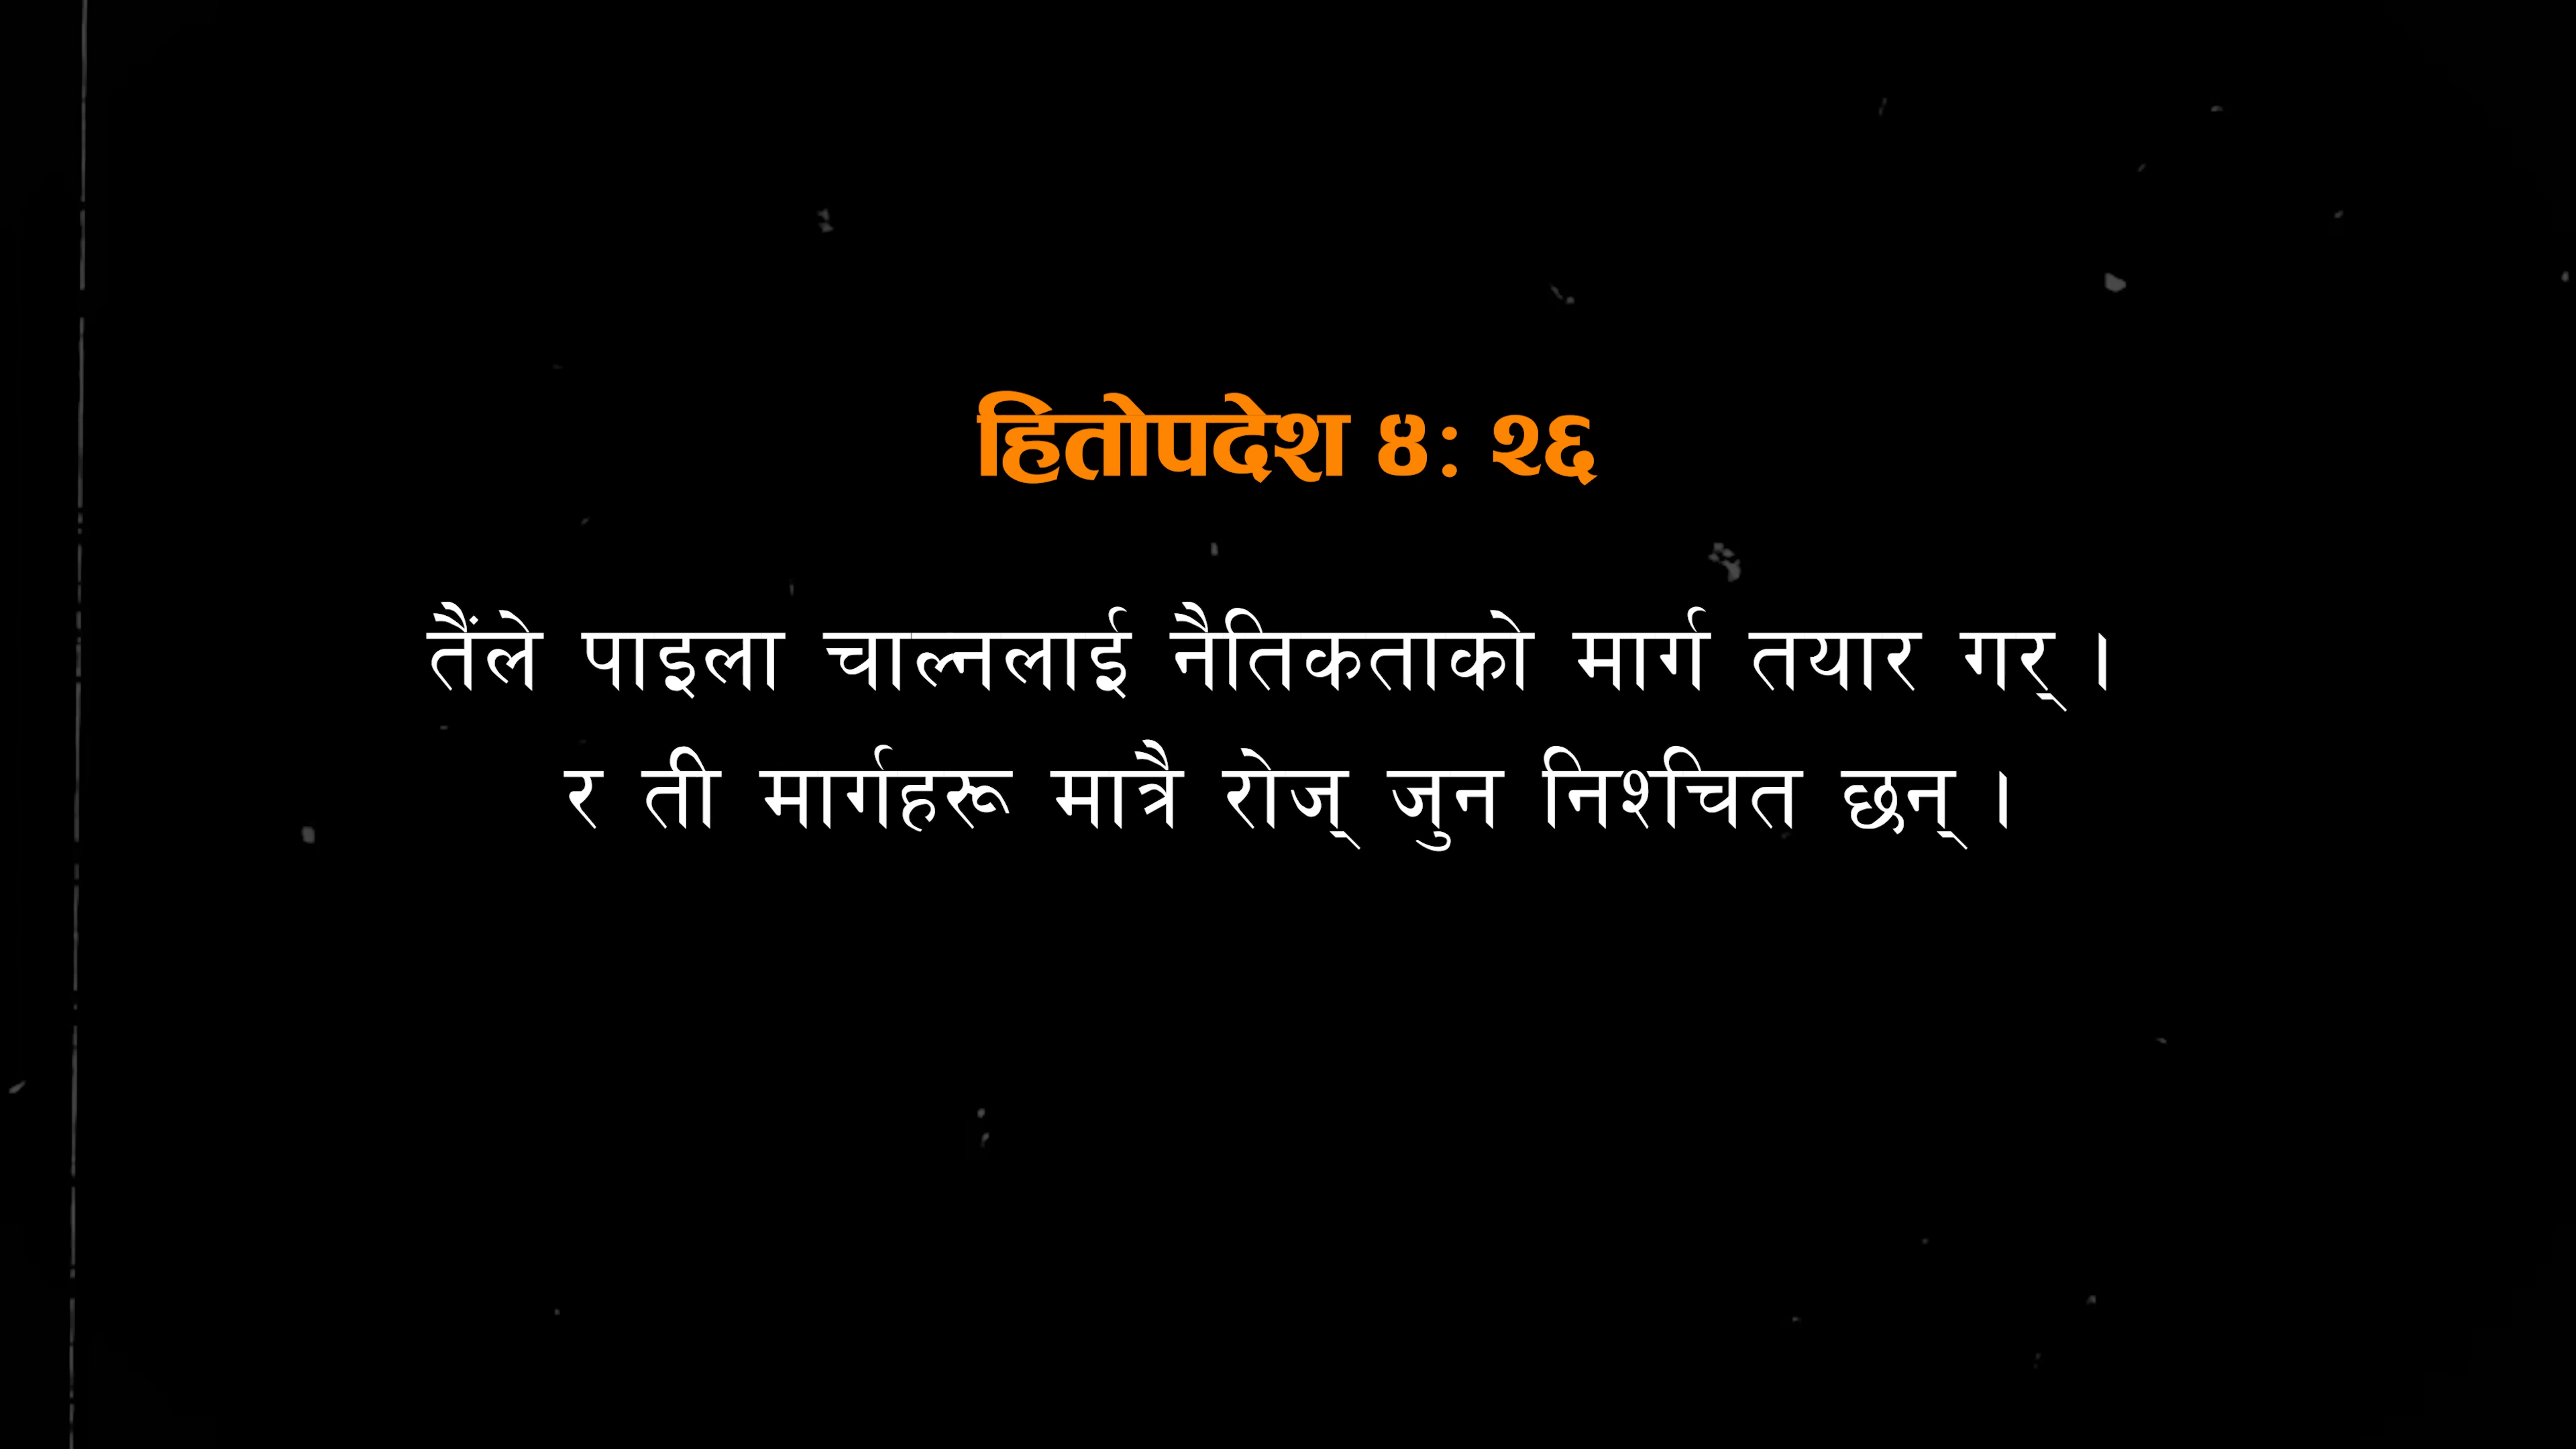 हितोपदेश ४: २६
तैंले पाइला चाल्नलाई नैतिकताको मार्ग तयार गर् ।
र ती मार्गहरू मात्रै रोज् जुन निश्चित छन् ।